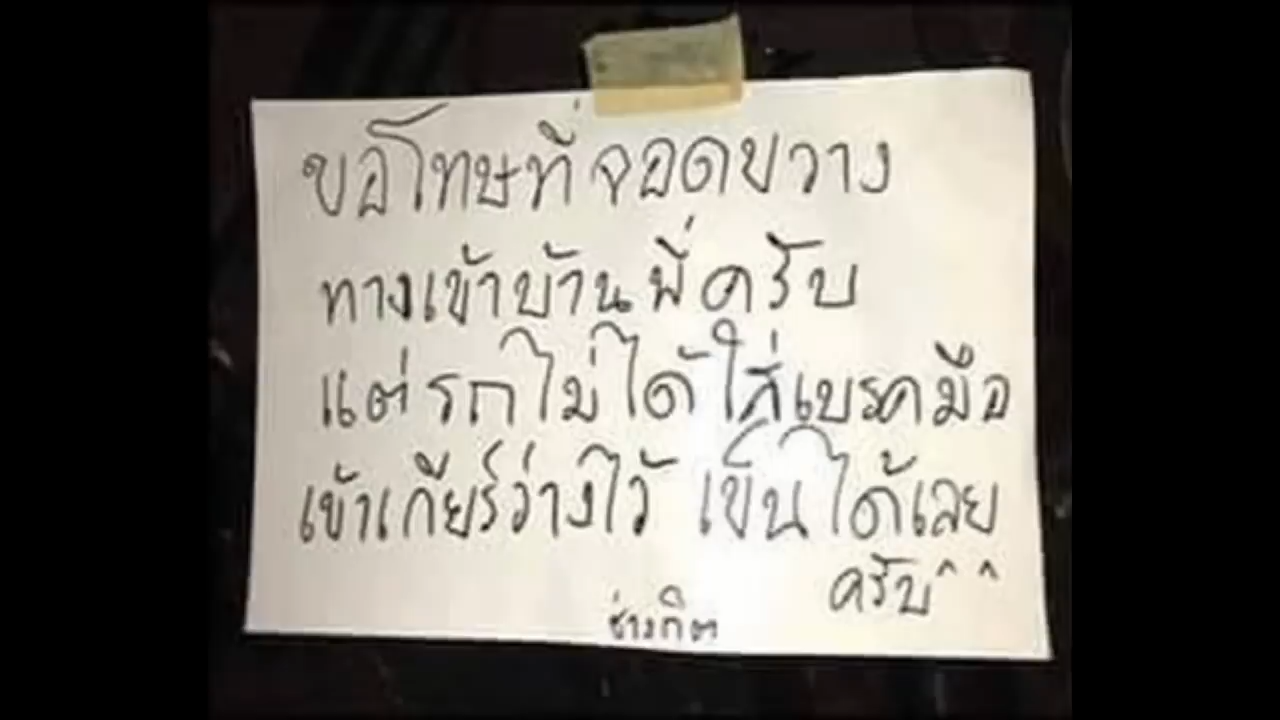 ขอโทษที่จอดขวาง
ทางเข้าบ้านพี่ครับ
แต่รถไม่ได้ใส่เบรคมือ
เข้าเกียร์ว่างไว้ เข็นได้เลย
ครับ^^
ช่างกิต